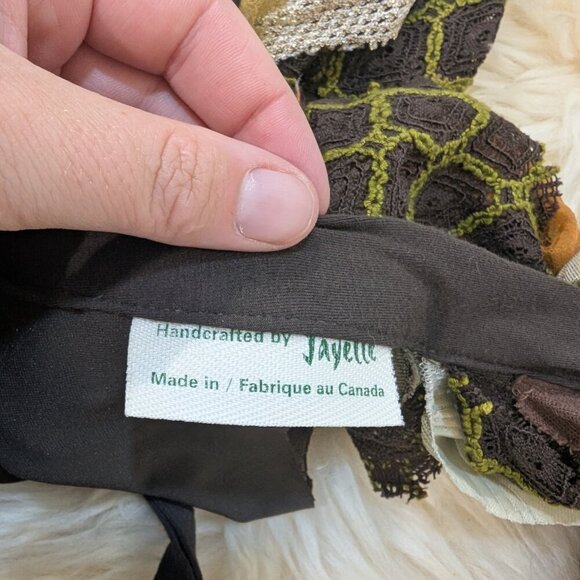 Handcrafted by Jayelle
Made in / Fabrique au Canada